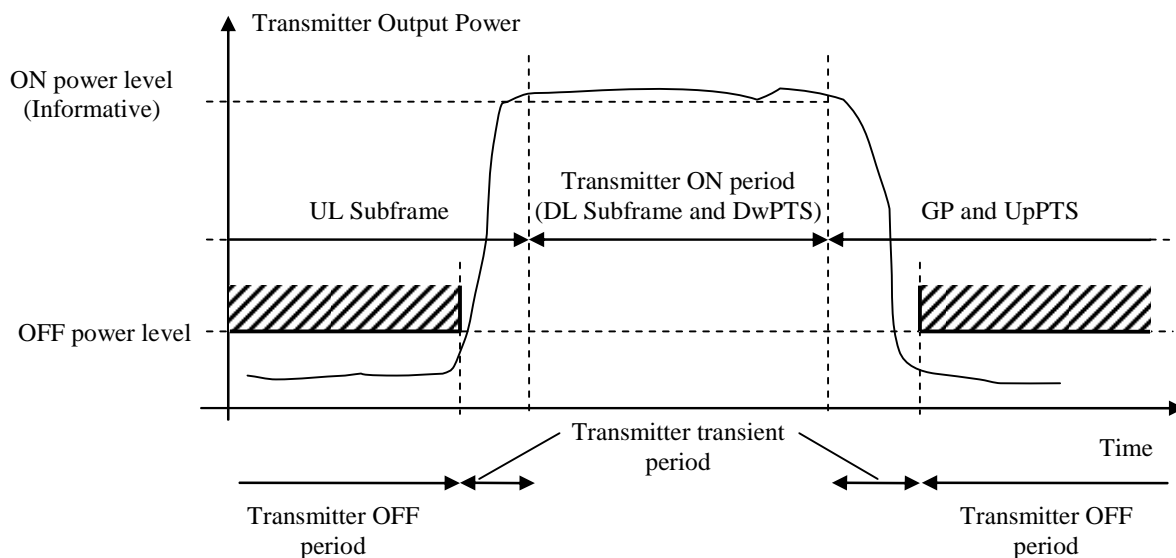 Transmitter Output Power
ON power level
(Informative)
Transmitter ON period
(DL Subframe and DwPTS)
UL Subframe
GP and UpPTS
OFF power level
Transmitter transient
period
Time
Transmitter OFF
period
Transmitter OFF
period